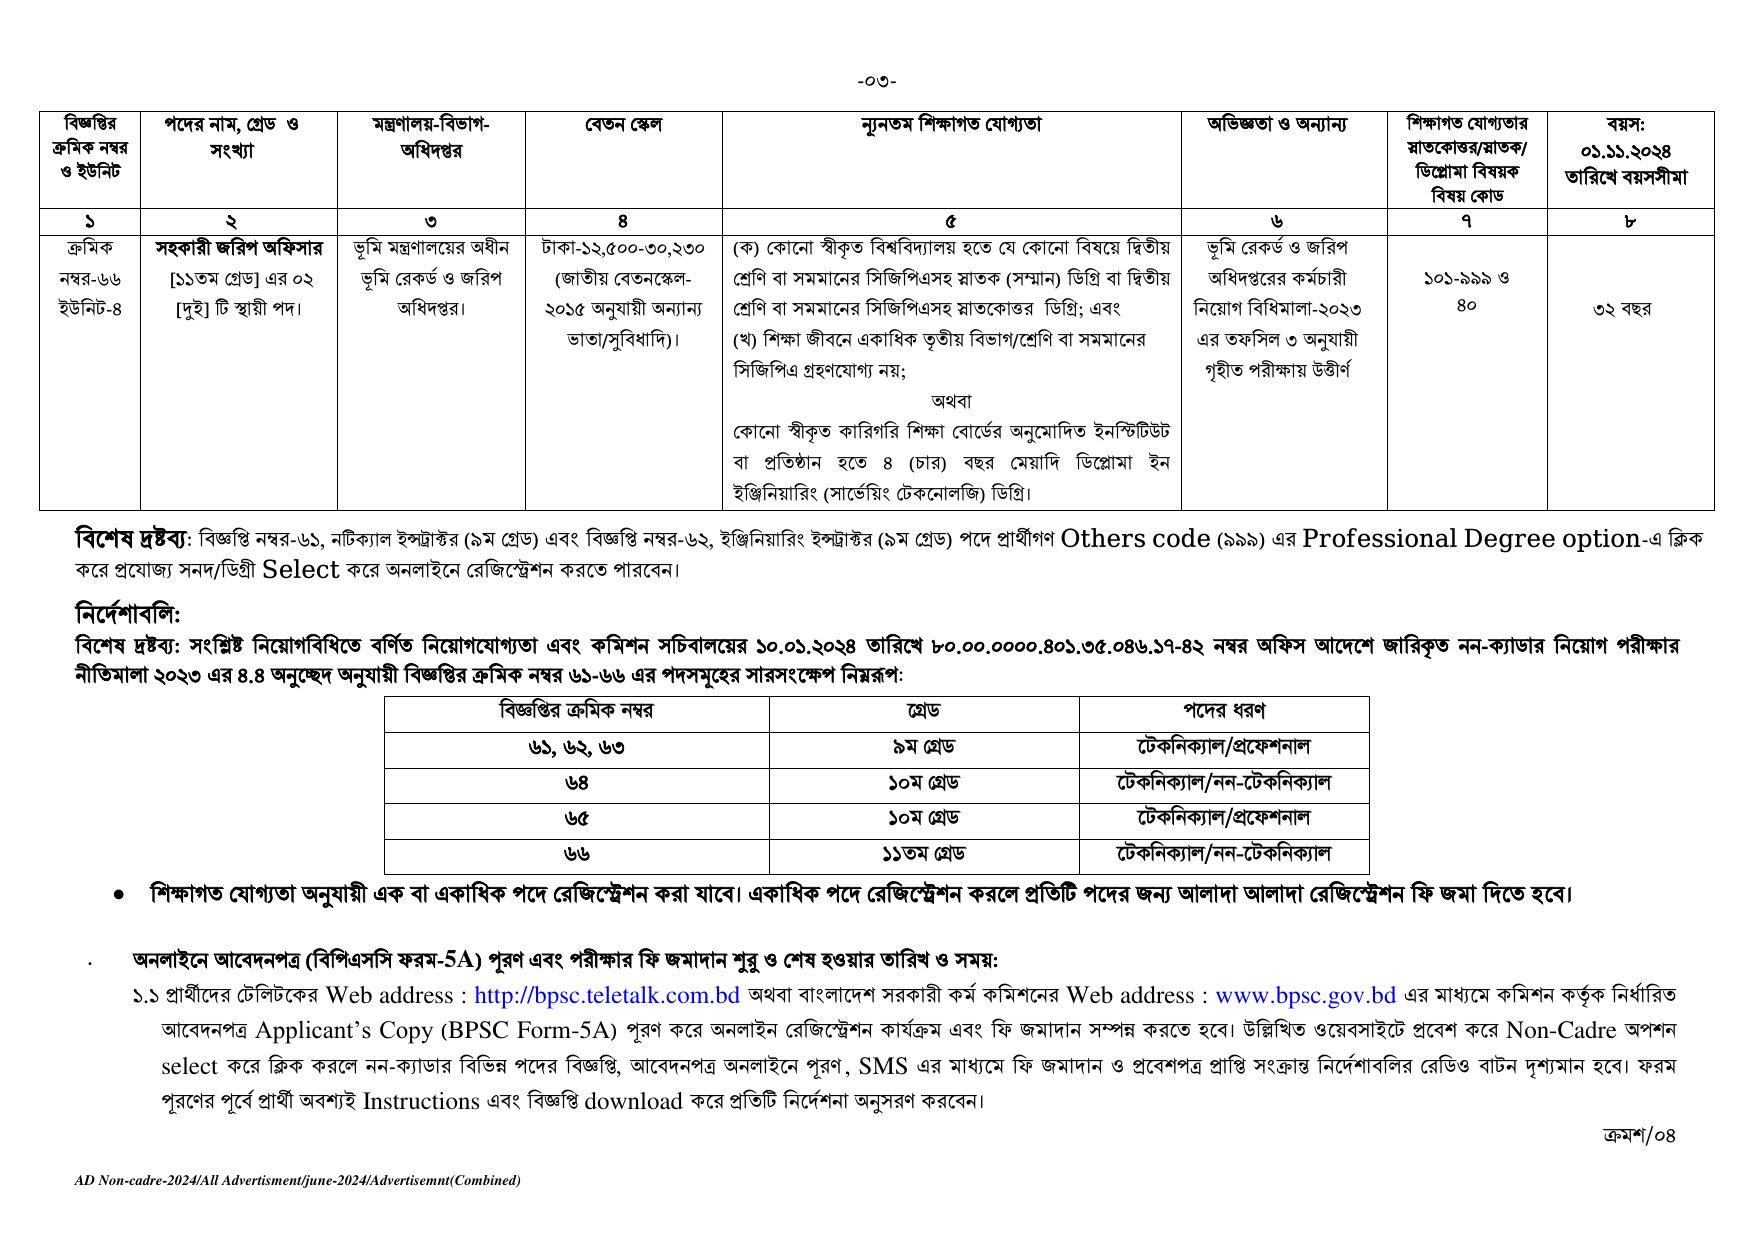 -০৩-
বিজ্ঞপ্তির ক্রমিক নম্বর ও ইউনিট
পদের নাম, গ্রেড ও সংখ্যা
মন্ত্রণালয়-বিভাগ-অধিদপ্তর
বেতন স্কেল
ন্যূনতম শিক্ষাগত যোগ্যতা
অভিজ্ঞতা ও অন্যান্য
শিক্ষাগত যোগ্যতার স্নাতকোত্তর/স্নাতক/ডিপ্লোমা বিষয়ক বিষয় কোড
বয়স: ০১.১১.২০২৪ তারিখে বয়সসীমা
১ ২ ৩ ৪ ৫ ৬ ৭ ৮
ক্রমিক
নম্বর-৬৬
ইউনিট-৪
সহকারী জরিপ অফিসার
[১১তম গ্রেড] এর ০২
[দুই] টি স্থায়ী পদ।
ভূমি মন্ত্রণালয়ের অধীন
ভূমি রেকর্ড ও জরিপ
অধিদপ্তর।
টাকা-১২,৫০০-৩০,২৩০
(জাতীয় বেতনস্কেল-
২০১৫ অনুযায়ী অন্যান্য
ভাতা/সুবিধাদি)।
(ক) কোনো স্বীকৃত বিশ্ববিদ্যালয় হতে যে কোনো বিষয়ে দ্বিতীয়
শ্রেণি বা সমমানের সিজিপিএসহ স্নাতক (সম্মান) ডিগ্রি বা দ্বিতীয়
শ্রেণি বা সমমানের সিজিপিএসহ স্নাতকোত্তর ডিগ্রি; এবং
(খ) শিক্ষা জীবনে একাধিক তৃতীয় বিভাগ/শ্রেণি বা সমমানের
সিজিপিএ গ্রহণযোগ্য নয়;
অথবা
কোনো স্বীকৃত কারিগরি শিক্ষা বোর্ডের অনুমোদিত ইনস্টিটিউট
বা প্রতিষ্ঠান হতে ৪ (চার) বছর মেয়াদি ডিপ্লোমা ইন
ইঞ্জিনিয়ারিং (সার্ভেয়িং টেকনোলজি) ডিগ্রি।
ভূমি রেকর্ড ও জরিপ
অধিদপ্তরের কর্মচারী
নিয়োগ বিধিমালা-২০২৩
এর তফসিল ৩ অনুযায়ী
গৃহীত পরীক্ষায় উত্তীর্ণ
১০১-৯৯৯ ও
৪০
৩২ বছর
বিশেষ দ্রষ্টব্য: বিজ্ঞপ্তি নম্বর-৬১, নটিক্যাল ইন্সট্রাক্টর (৯ম গ্রেড) এবং বিজ্ঞপ্তি নম্বর-৬২, ইঞ্জিনিয়ারিং ইন্সট্রাক্টর (৯ম গ্রেড) পদে প্রার্থীগণ Others code (৯৯৯) এর Professional Degree option-এ ক্লিক
করে প্রযোজ্য সনদ/ডিগ্রী Select করে অনলাইনে রেজিস্ট্রেশন করতে পারবেন।
নির্দেশাবলি:
বিশেষ দ্রষ্টব্য: সংশ্লিষ্ট নিয়োগবিধিতে বর্ণিত নিয়োগযোগ্যতা এবং কমিশন সচিবালয়ের ১০.০১.২০২৪ তারিখে ৮০.০০.০০০০.৪০১.৩৫.০৪৬.১৭-৪২ নম্বর অফিস আদেশে জারিকৃত নন-ক্যাডার নিয়োগ পরীক্ষার
নীতিমালা ২০২৩ এর ৪.৪ অনুচ্ছেদ অনুযায়ী বিজ্ঞপ্তির ক্রমিক নম্বর ৬১-৬৬ এর পদসমূহের সারসংক্ষেপ নিম্নরূপ:
বিজ্ঞপ্তির ক্রমিক নম্বর গ্রেড পদের ধরণ
৬১, ৬২, ৬৩ ৯ম গ্রেড টেকনিক্যাল/প্রফেশনাল
৬৪ ১০ম গ্রেড টেকনিক্যাল/নন-টেকনিক্যাল
৬৫ ১০ম গ্রেড টেকনিক্যাল/প্রফেশনাল
৬৬ ১১তম গ্রেড টেকনিক্যাল/নন-টেকনিক্যাল
● শিক্ষাগত যোগ্যতা অনুযায়ী এক বা একাধিক পদে রেজিস্ট্রেশন করা যাবে। একাধিক পদে রেজিস্ট্রেশন করলে প্রতিটি পদের জন্য আলাদা আলাদা রেজিস্ট্রেশন ফি জমা দিতে হবে।
. অনলাইনে আবেদনপত্র (বিপিএসসি ফরম-5A) পূরণ এবং পরীক্ষার ফি জমাদান শুরু ও শেষ হওয়ার তারিখ ও সময়:
১.১ প্রার্থীদের টেলিটকের Web address : http://bpsc.teletalk.com.bd অথবা বাংলাদেশ সরকারী কর্ম কমিশনের Web address : www.bpsc.gov.bd এর মাধ্যমে কমিশন কর্তৃক নির্ধারিত
আবেদনপত্র Applicant’s Copy (BPSC Form-5A) পূরণ করে অনলাইন রেজিস্ট্রেশন কার্যক্রম এবং ফি জমাদান সম্পন্ন করতে হবে। উল্লিখিত ওয়েবসাইটে প্রবেশ করে Non-Cadre অপশন
select করে ক্লিক করলে নন-ক্যাডার বিভিন্ন পদের বিজ্ঞপ্তি, আবেদনপত্র অনলাইনে পূরণ, SMS এর মাধ্যমে ফি জমাদান ও প্রবেশপত্র প্রাপ্তি সংক্রান্ত নির্দেশাবলির রেডিও বাটন দৃশ্যমান হবে। ফরম
পূরণের পূর্বে প্রার্থী অবশ্যই Instructions এবং বিজ্ঞপ্তি download করে প্রতিটি নির্দেশনা অনুসরণ করবেন।
ক্রমশ/০৪
AD Non-cadre-2024/All Advertisment/june-2024/Advertisemnt(Combined)